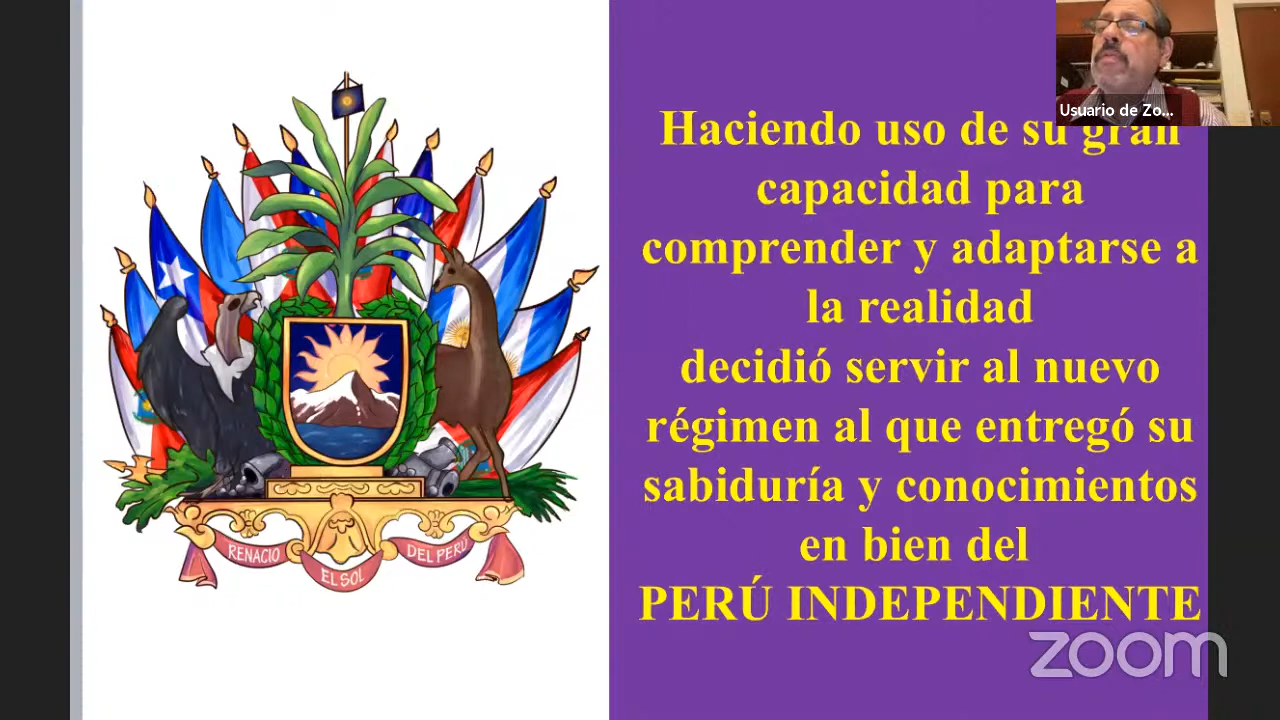 Usuario de Zo...
Haciendo uso de su gran
capacidad para
comprender y adaptarse a
la realidad
decidió servir al nuevo
régimen al que entregó su
sabiduría y conocimientos
en bien del
PERÚ INDEPENDIENTE
RENACIO
EL SOL
DEL PERU
zoom